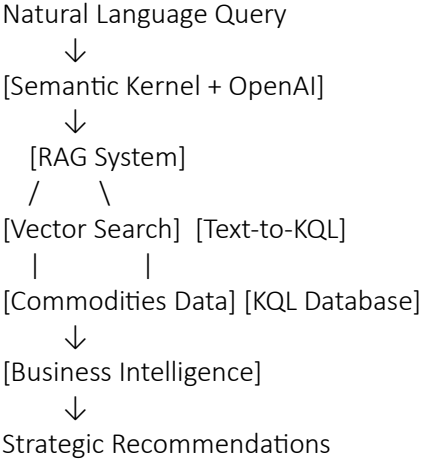 Natural Language Query
↓
[Semantic Kernel + OpenAI]
↓
[RAG System]
/ \
[Vector Search] [Text-to-KQL]
| |
[Commodities Data] [KQL Database]
↓
[Business Intelligence]
↓
Strategic Recommendations